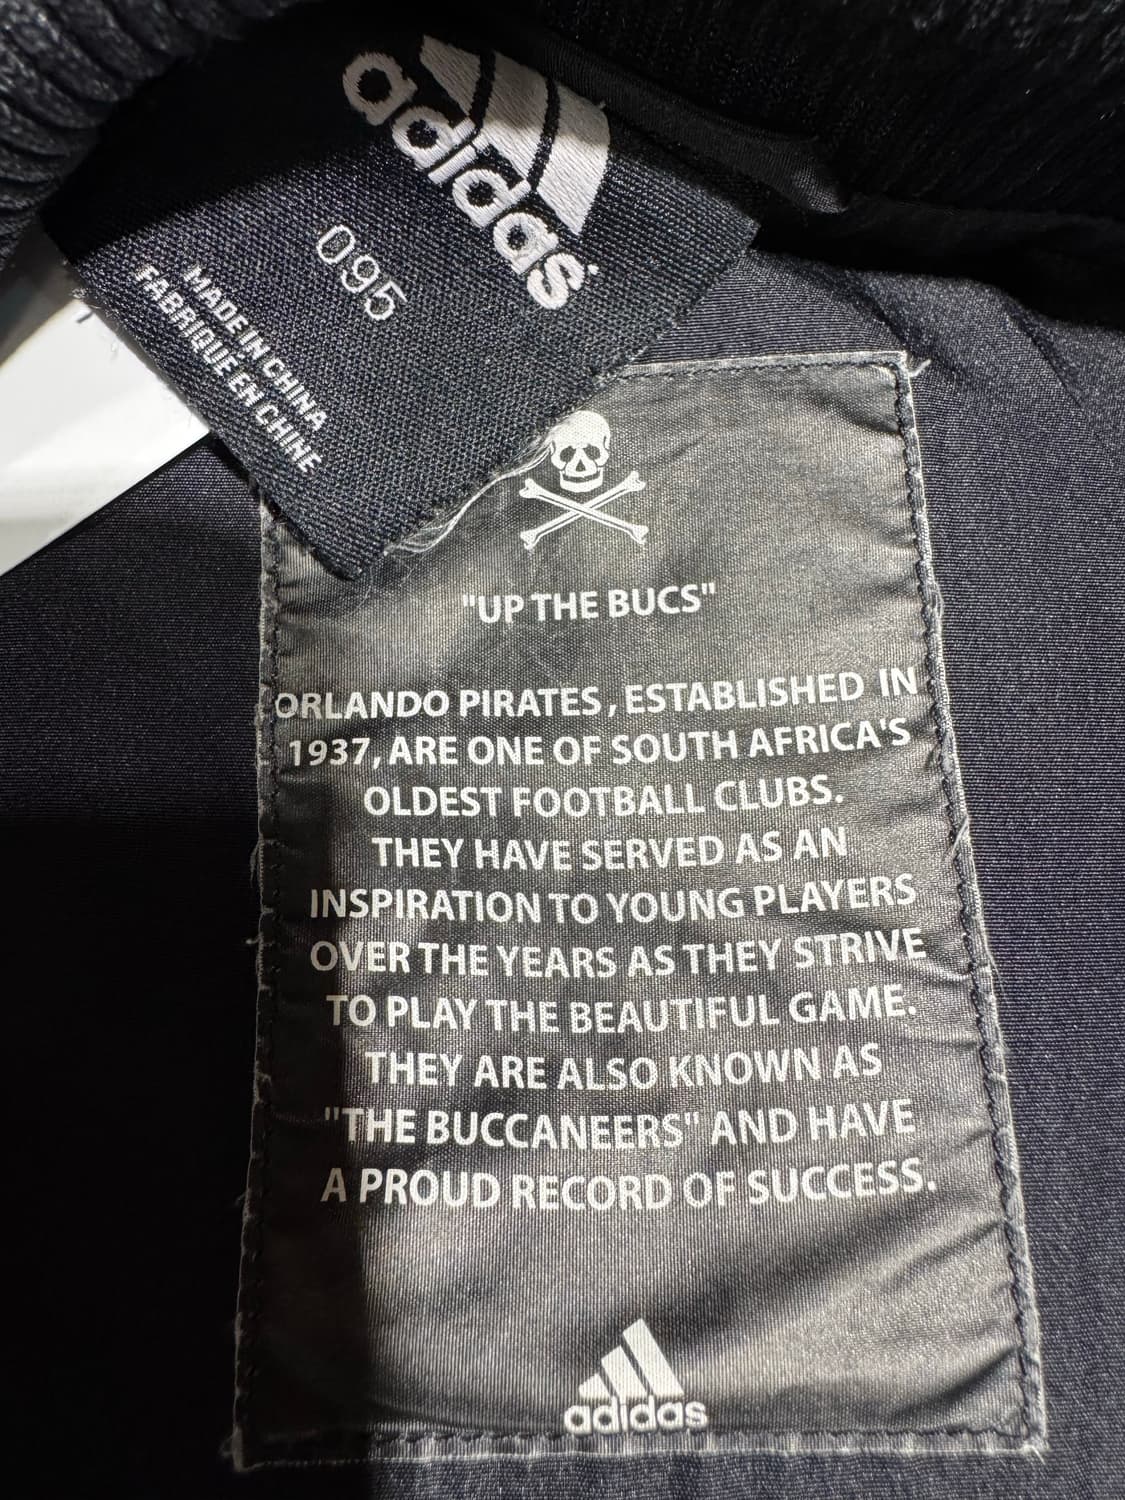 adidas
095
MADE IN CHINA
FABRIQUE EN CHINE
"UP THE BUCS"
ORLANDO PIRATES , ESTABLISHED IN
1937, ARE ONE OF SOUTH AFRICA'S
OLDEST FOOTBALL CLUBS.
THEY HAVE SERVED AS AN
INSPIRATION TO YOUNG PLAYERS
OVER THE YEARS AS THEY STRIVE
TO PLAY THE BEAUTIFUL GAME.
THEY ARE ALSO KNOWN AS
"THE BUCCANEERS" AND HAVE
A PROUD RECORD OF SUCCESS.
adidas